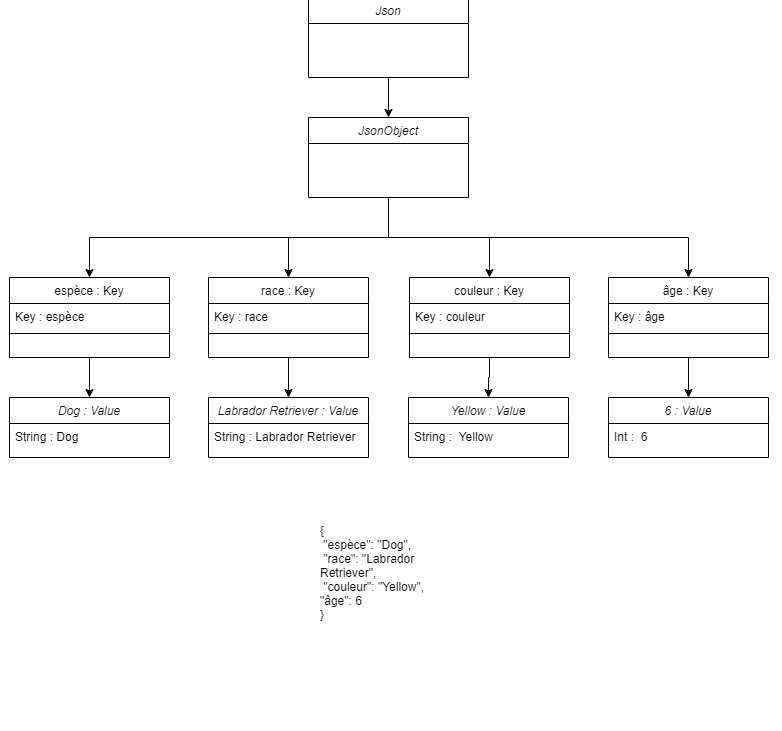 Json
JsonObject
espèce : Key
race : Key
couleur : Key
âge : Key
Key : espèce
Key : race
Key : couleur
Key : âge
Dog : Value
Labrador Retriever : Value
Yellow : Value
6 : Value
String : Dog
String : Labrador Retriever
String :  Yellow
Int :  6
{
"espèce": "Dog",
"race": "Labrador
Retriever",
"couleur": "Yellow",
"âge": 6
}